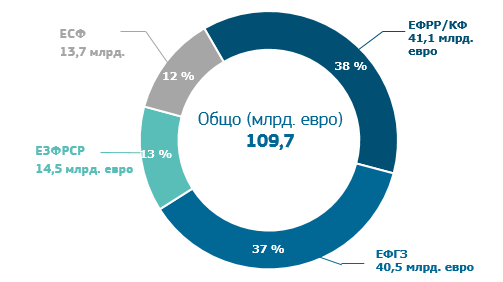 ЕСФ
13,7 млрд.
12 %
ЕФРР/КФ
41,1 млрд.
евро
38 %
Общо (млрд. евро)
109,7
ЕЗФРСР
14,5 млрд. евро
13 %
37 %
ЕФГЗ
40,5 млрд. евро